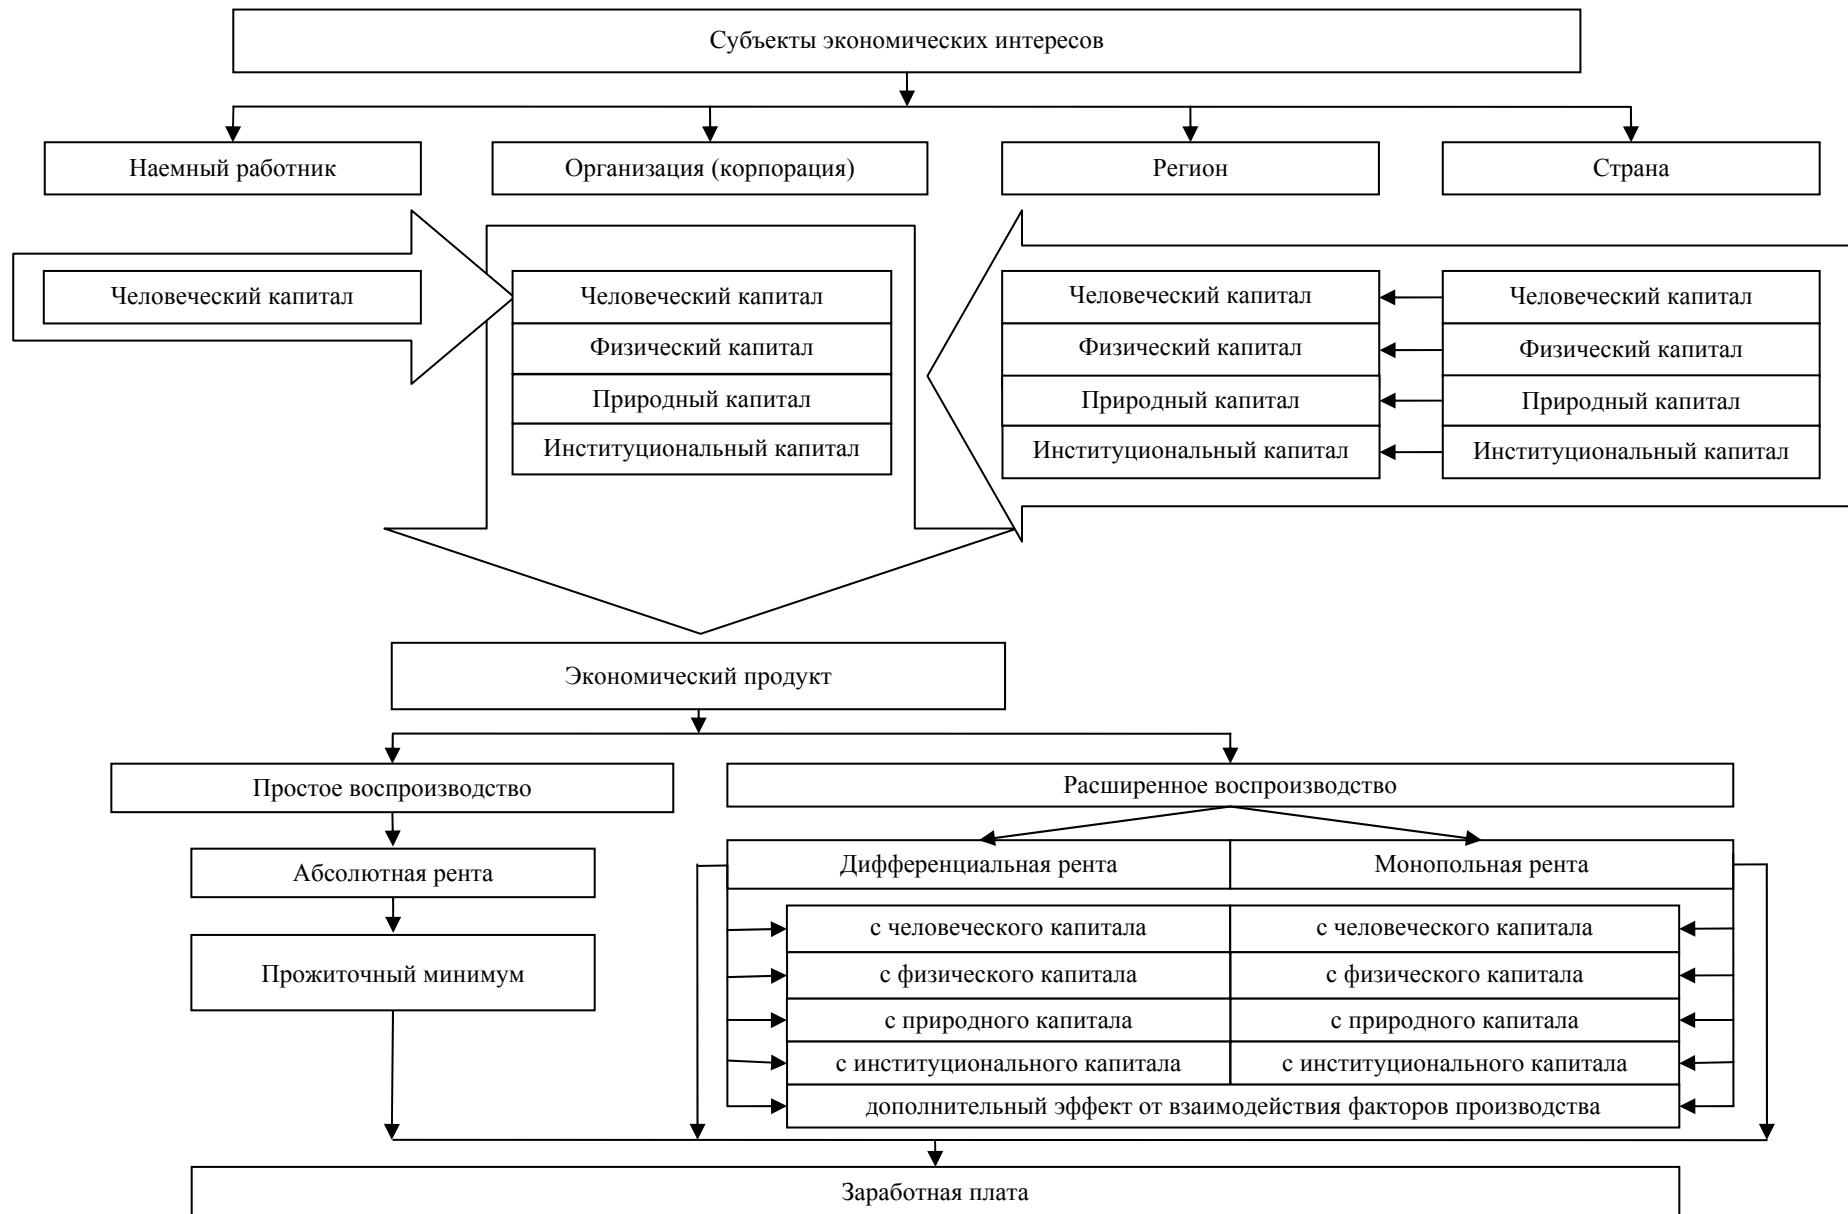 Субъекты экономических интересов
Наемный работник
Организация (корпорация)
Регион
Страна
Человеческий капитал
Человеческий капитал
Физический капитал
Природный капитал
Институциональный капитал
Человеческий капитал
Физический капитал
Природный капитал
Институциональный капитал
Человеческий капитал
Физический капитал
Природный капитал
Институциональный капитал
Экономический продукт
Простое воспроизводство
Расширенное воспроизводство
Абсолютная рента
Прожиточный минимум
Дифференциальная рента
Монопольная рента
с человеческого капитала
с человеческого капитала
с физического капитала
с физического капитала
с природного капитала
с природного капитала
с институционального капитала
с институционального капитала
дополнительный эффект от взаимодействия факторов производства
Заработная плата